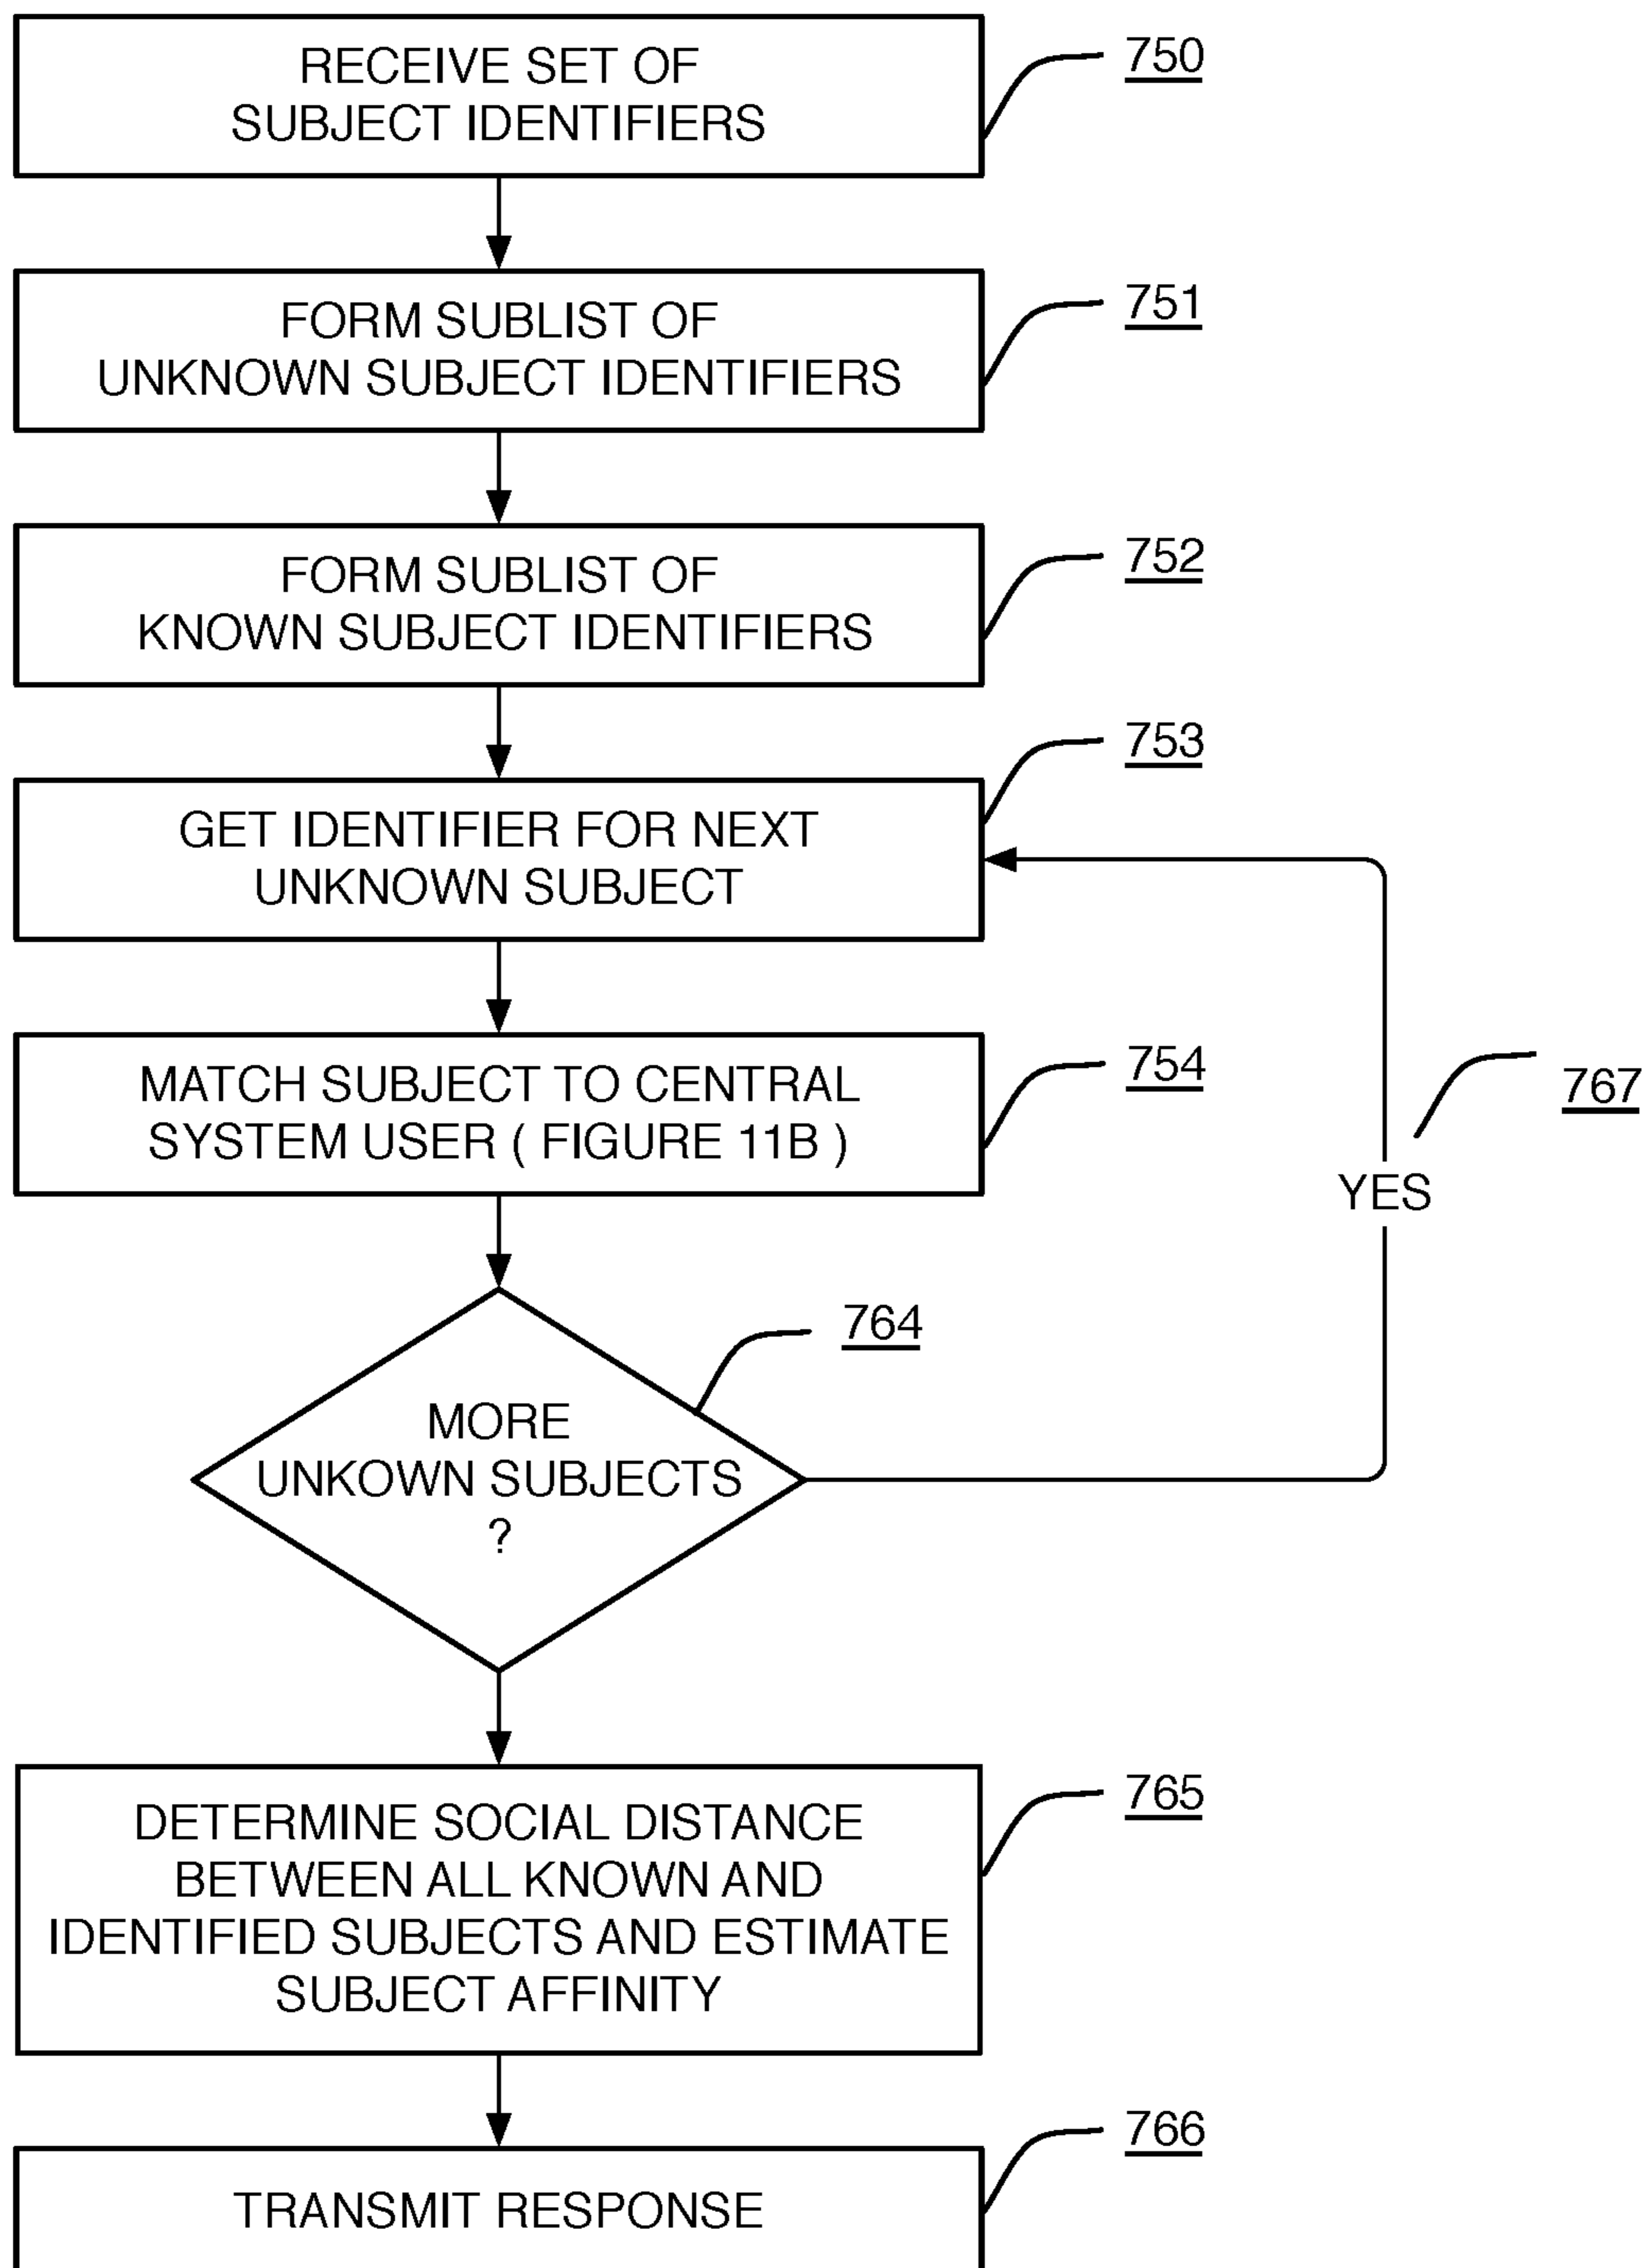 RECEIVE SET OF
SUBJECT IDENTIFIERS
750
FORM SUBLIST OF
UNKNOWN SUBJECT IDENTIFIERS
751
FORM SUBLIST OF
KNOWN SUBJECT IDENTIFIERS
752
GET IDENTIFIER FOR NEXT
UNKNOWN SUBJECT
753
MATCH SUBJECT TO CENTRAL
SYSTEM USER ( FIGURE 11B )
754
767
YES
MORE
UNKOWN SUBJECTS
?
764
DETERMINE SOCIAL DISTANCE
BETWEEN ALL KNOWN AND
IDENTIFIED SUBJECTS AND ESTIMATE
SUBJECT AFFINITY
765
TRANSMIT RESPONSE
766